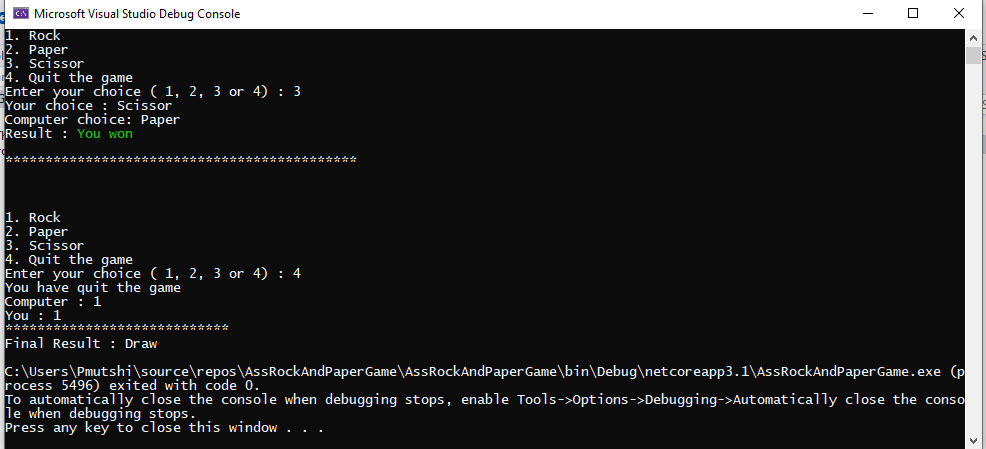 Microsoft Visual Studio Debug Console
1. Rock
2. Paper
3. Scissor
4. Quit the game
Enter your choice ( 1, 2, 3 or 4) : 3
Your choice : Scissor
Computer choice: Paper
Result : You won
********************************************
1. Rock
2. Paper
3. Scissor
4. Quit the game
Enter your choice ( 1, 2, 3 or 4) : 4
You have quit the game
Computer : 1
You : 1
****************************
Final Result : Draw
C:\Users\Pmutshi\source\repos\AssRockAndPaperGame\AssRockAndPaperGame\bin\Debug\netcoreapp3.1\AssRockAndPaperGame.exe (p
rocess 5496) exited with code 0.
To automatically close the console when debugging stops, enable Tools->Options->Debugging->Automatically close the conso
le when debugging stops.
Press any key to close this window . . .